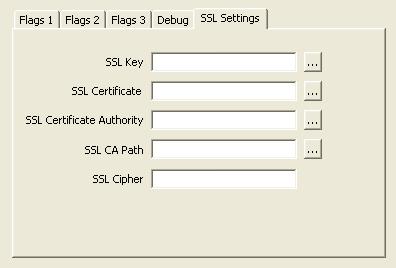 Flags 1 Flags 2 Flags 3 Debug SSL Settings
SSL Key ...
SSL Certificate ...
SSL Certificate Authority ...
SSL CA Path ...
SSL Cipher